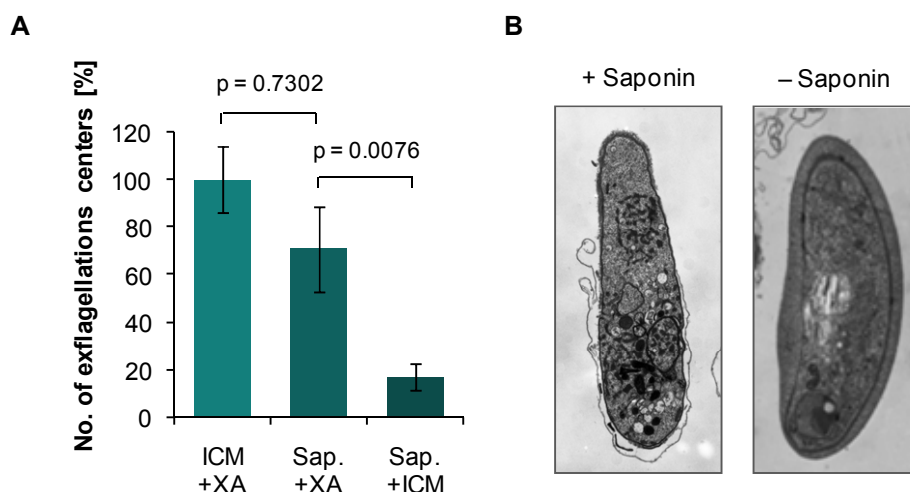 A
No. of exflagellations centers [%]
p = 0.7302
p = 0.0076
120
100
80
60
40
20
0
ICM
+XA
Sap.
+XA
Sap.
+ICM
B
+ Saponin
– Saponin